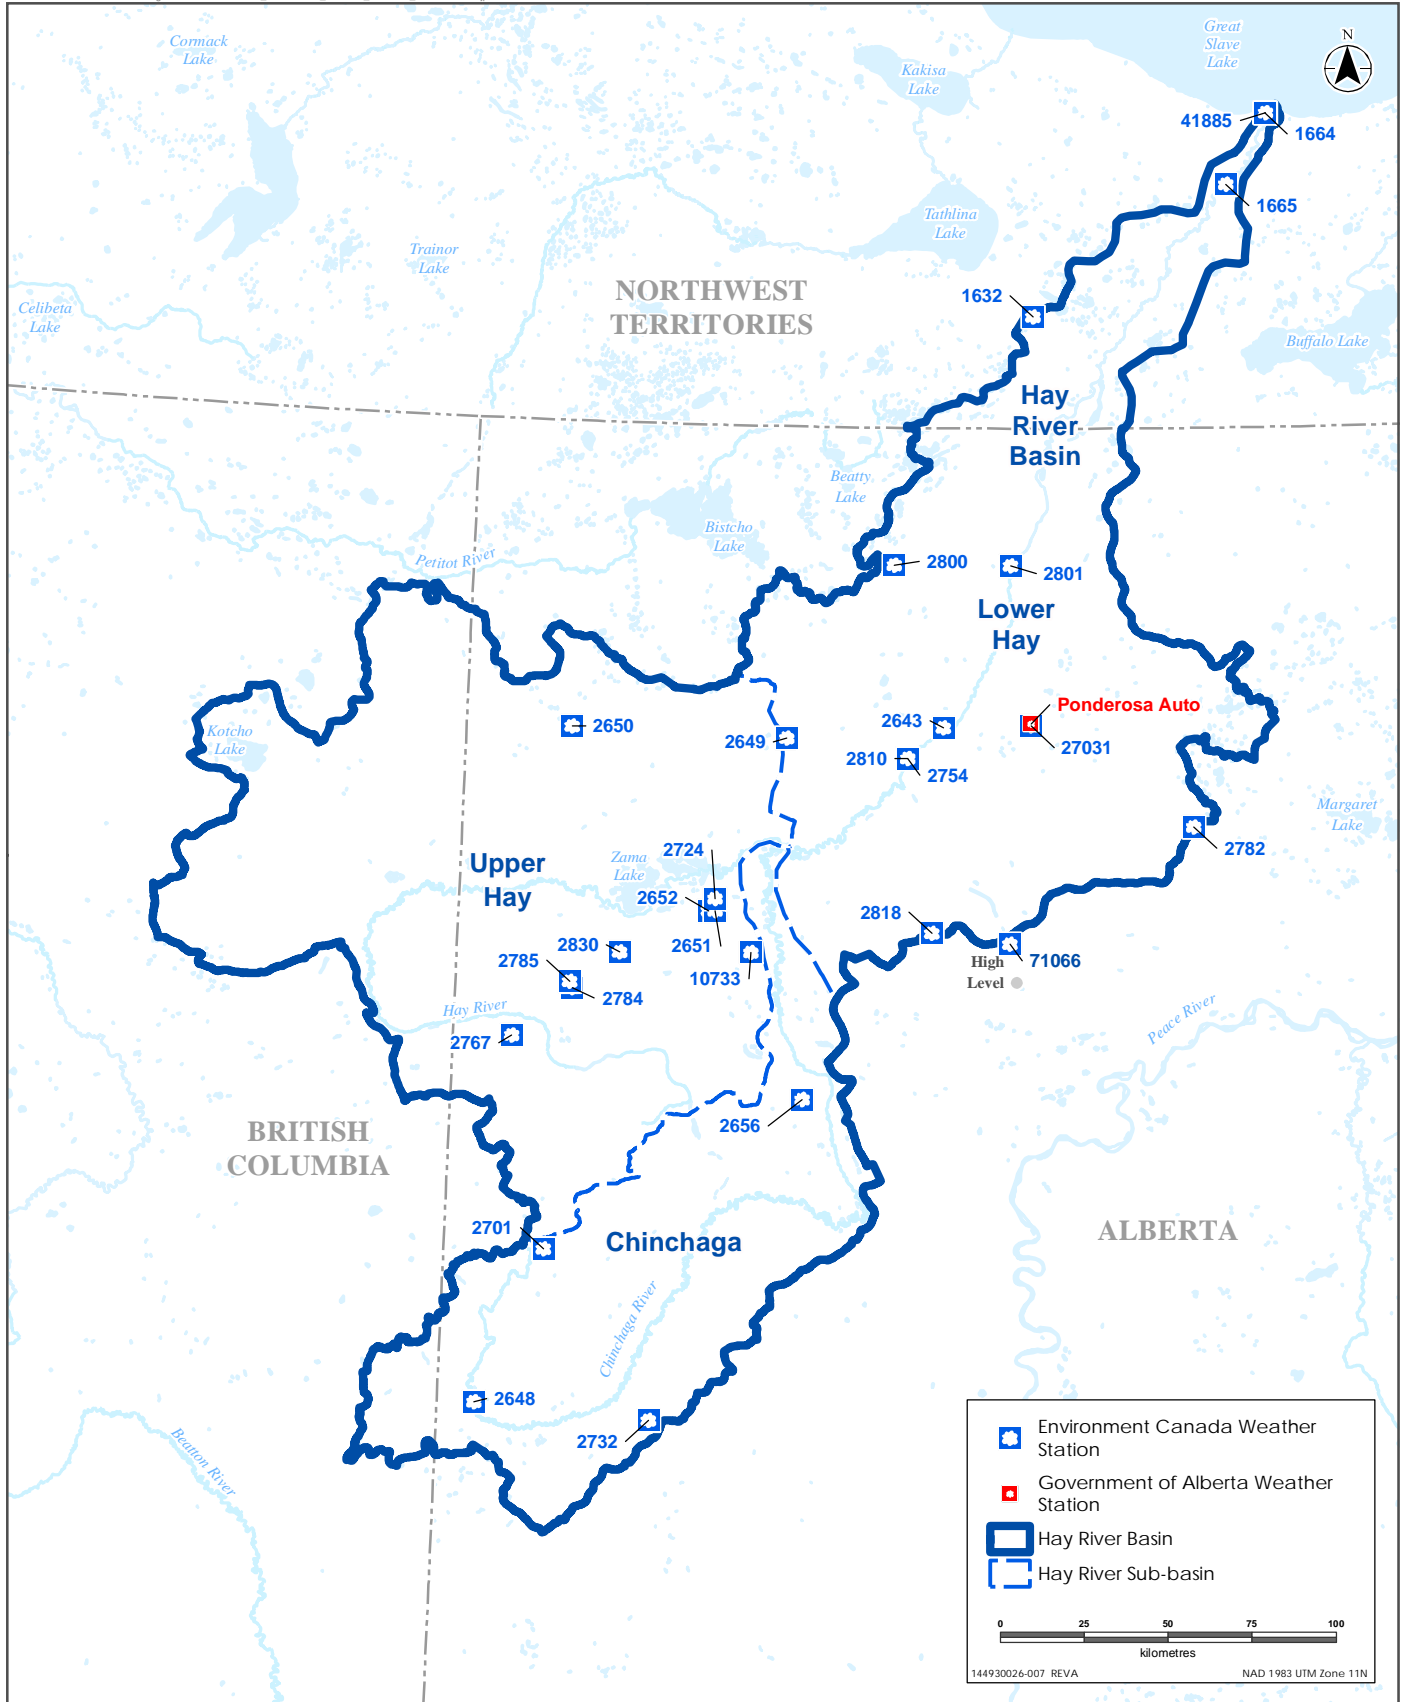 Cormack
Lake
Great
Slave
Lake
N
Kakisa
Lake
41885
1664
1665
Tathlina
Lake
Trainor
Lake
NORTHWEST
TERRITORIES
1632
Celibeta
Lake
Buffalo Lake
Hay
River
Basin
Beatty
Lake
Bistcho
Lake
Petitot River
2800
2801
Lower
Hay
Ponderosa Auto
27031
2650
2649
2643
2810
2754
Kotcho
Lake
Margaret
Lake
2782
Upper
Hay
Zama
Lake
2724
2652
2651
2818
71066
High
Level
2830
10733
2785
2784
Hay River
2767
Peace River
2656
BRITISH
COLUMBIA
2701
Chinchaga
ALBERTA
Chinchaga River
2648
2732
Beatton River
Environment Canada Weather
Station
Government of Alberta Weather
Station
Hay River Basin
Hay River Sub-basin
0 25 50 75 100
kilometres
144930026-007 REVA NAD 1983 UTM Zone 11N